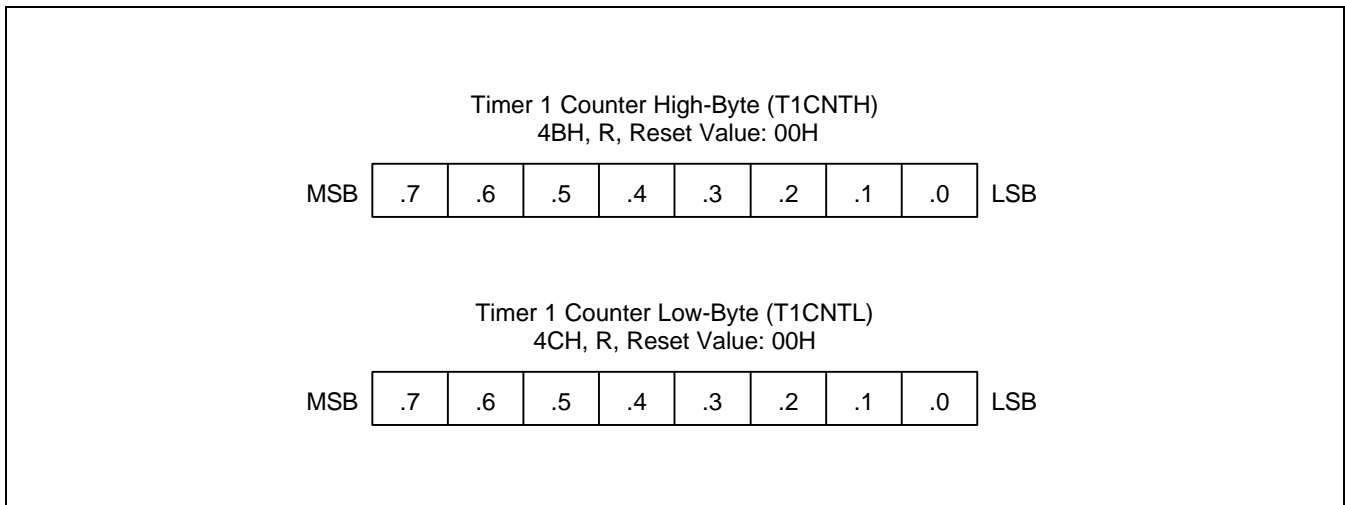 Timer 1 Counter High-Byte (T1CNTH)
4BH, R, Reset Value: 00H
MSB .7 .6 .5 .4 .3 .2 .1 .0 LSB
Timer 1 Counter Low-Byte (T1CNTL)
4CH, R, Reset Value: 00H
MSB .7 .6 .5 .4 .3 .2 .1 .0 LSB